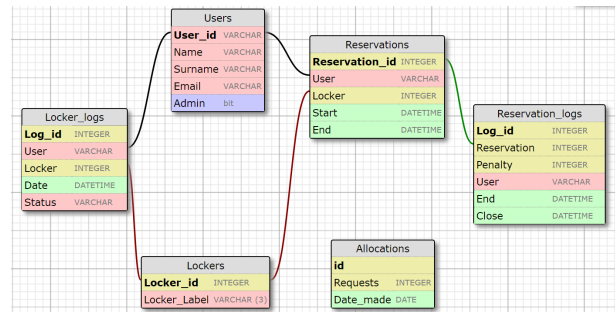 Users
User_id VARCHAR
Name VARCHAR
Surname VARCHAR
Email VARCHAR
Admin bit
Reservations
Reservation_id INTEGER
User VARCHAR
Locker INTEGER
Start DATETIME
End DATETIME
Locker_logs
Log_id INTEGER
User VARCHAR
Locker INTEGER
Date DATETIME
Status VARCHAR
Reservation_logs
Log_id INTEGER
Reservation INTEGER
Penalty INTEGER
User VARCHAR
End DATETIME
Close DATETIME
Lockers
Locker_id INTEGER
Locker_Label VARCHAR (3)
Allocations
id
Requests INTEGER
Date_made DATE